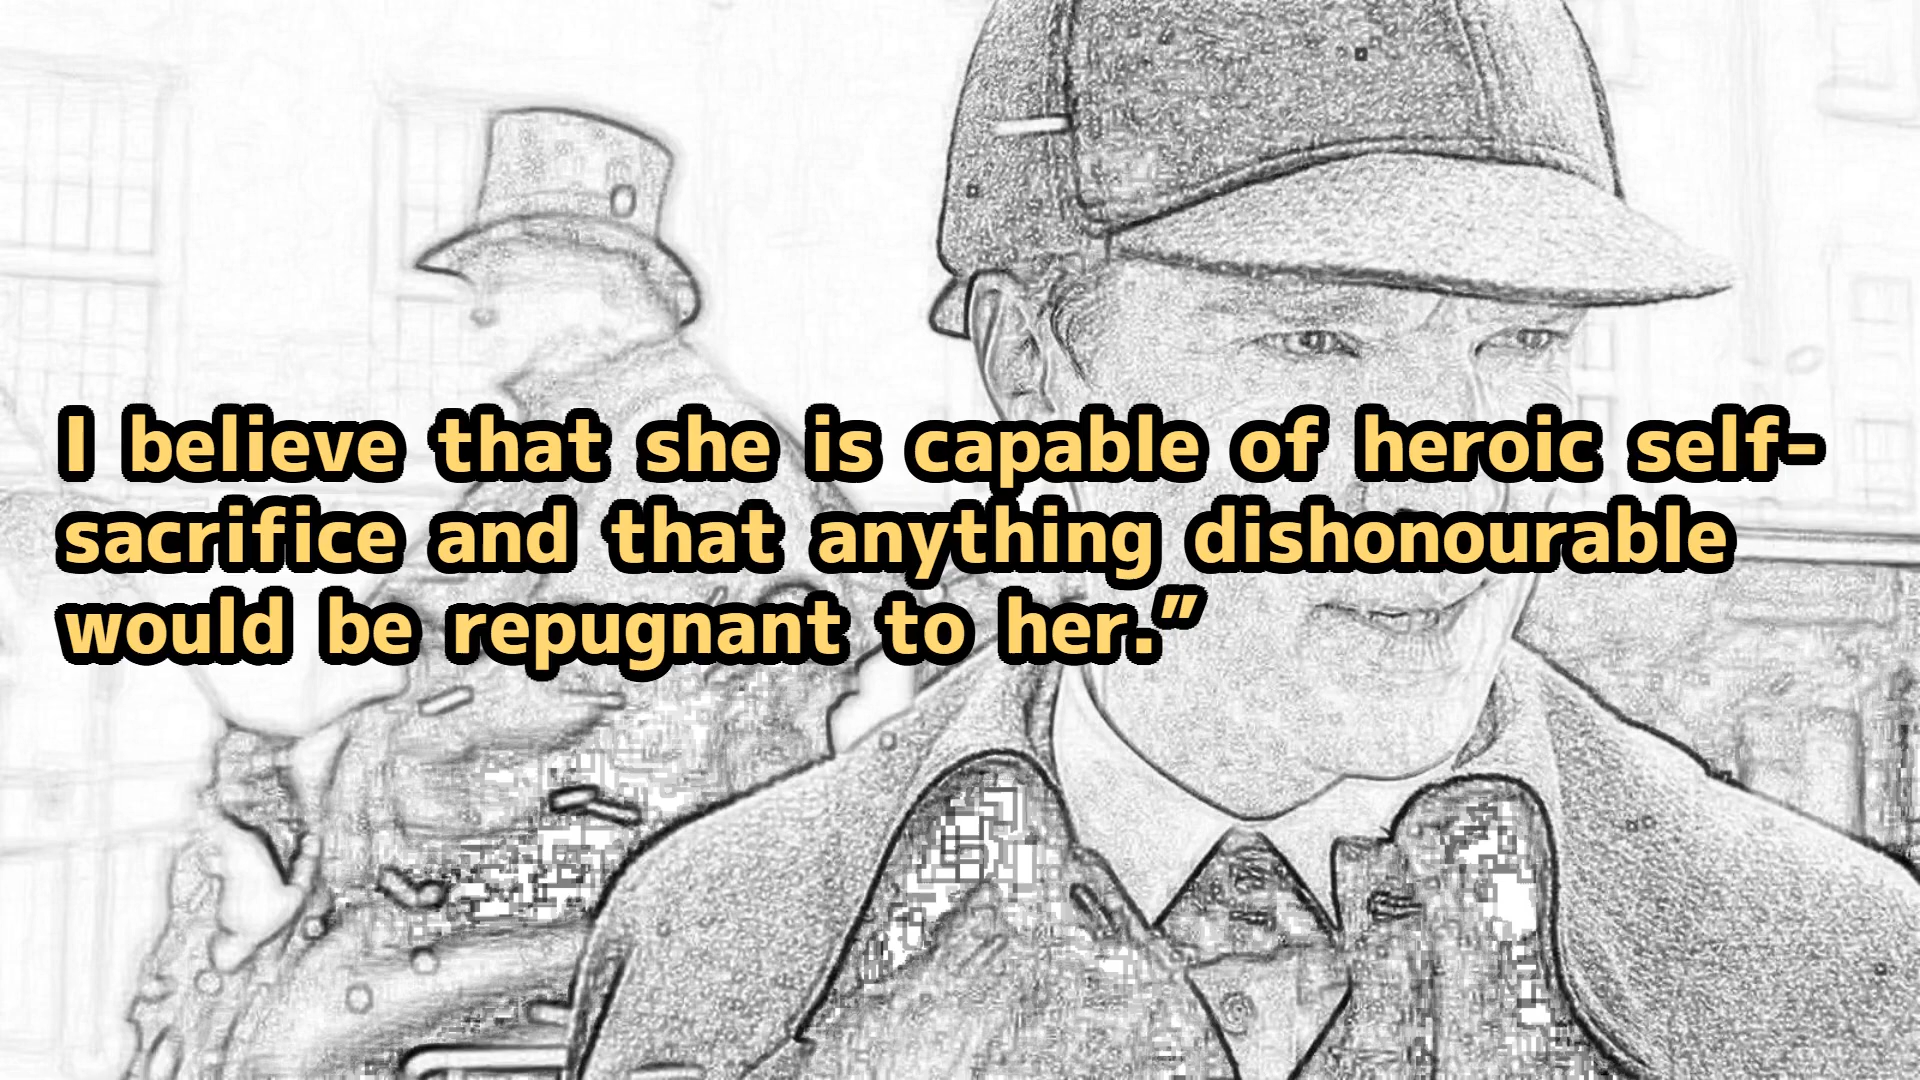 I believe that she is capable of heroic self-
sacrifice and that anything dishonourable
would be repugnant to her.”